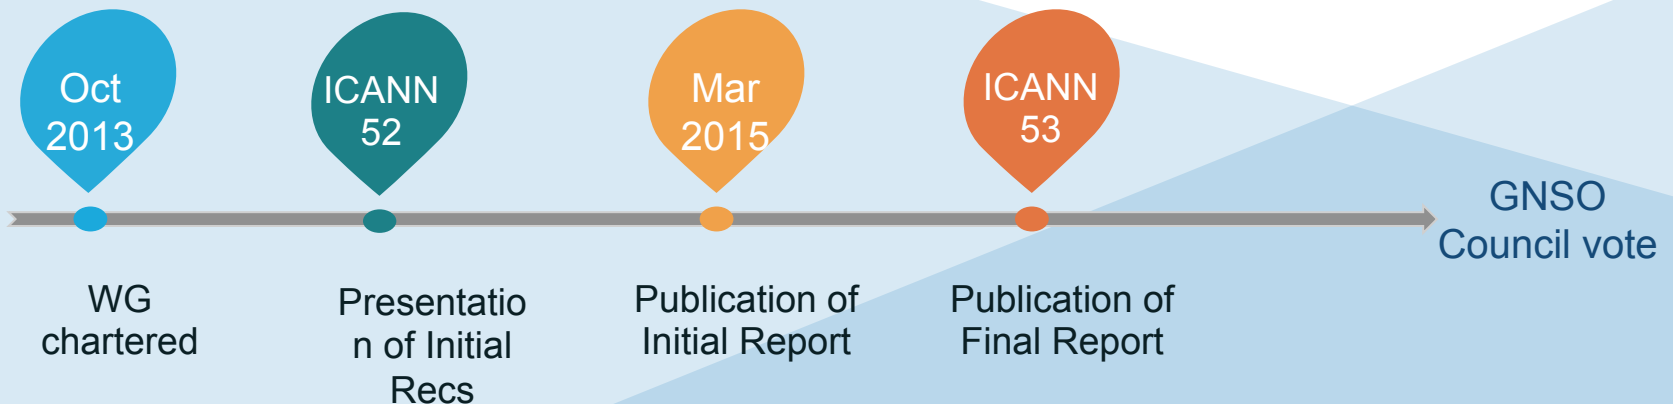 Oct
2013
ICANN
52
Mar
2015
ICANN
53
GNSO
Council vote
WG
chartered
Presentatio
n of Initial
Recs
Publication of
Initial Report
Publication of
Final Report